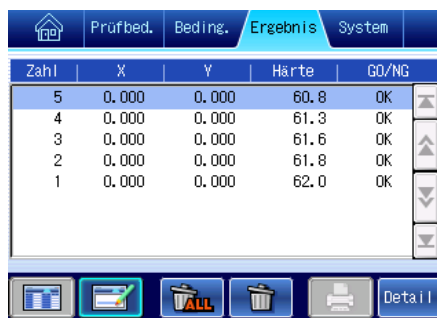 Prüfbed. Beding. Ergebnis System
Zahl X Y Härte GO/NG
5 0.000 0.000 60.8 OK
4 0.000 0.000 61.3 OK
3 0.000 0.000 61.6 OK
2 0.000 0.000 61.8 OK
1 0.000 0.000 62.0 OK
ALL Detail